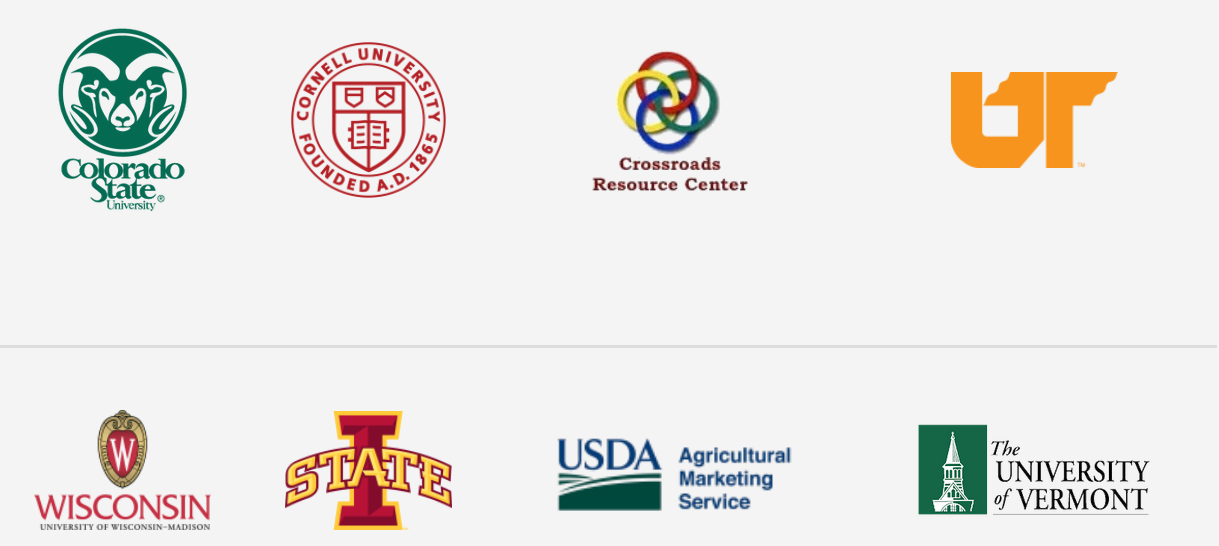 Colorado
State®
University
CORNELL UNIVERSITY
FOUNDED A.D. 1865
Crossroads
Resource Center
UT
TM
W
WISCONSIN
UNIVERSITY OF WISCONSIN–MADISON
I
STATE
USDA
Agricultural
Marketing
Service
The
UNIVERSITY
of VERMONT